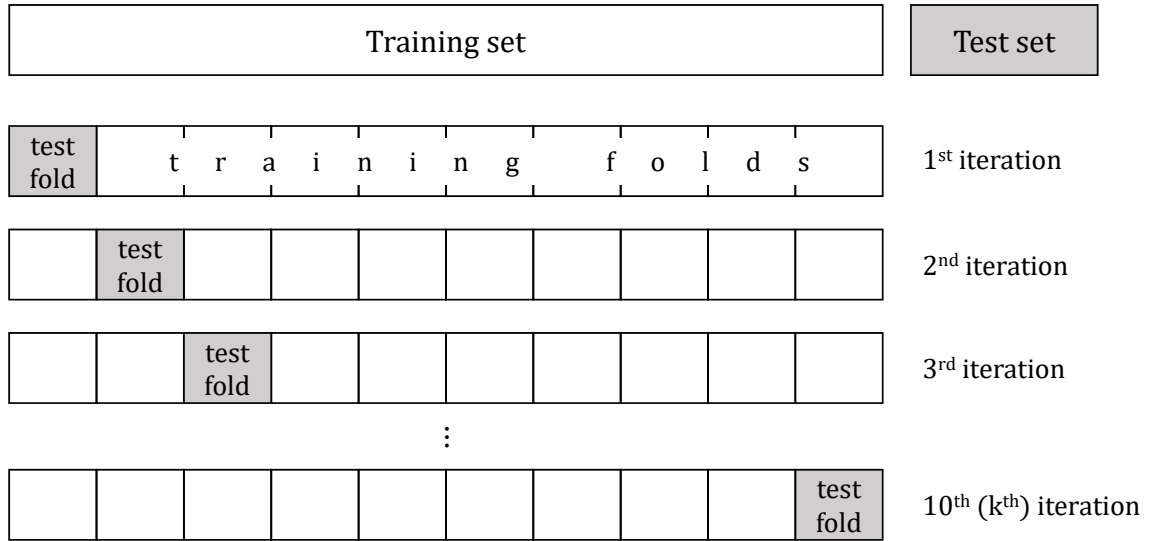 Training set
Test set
test
fold
t r a i n i n g f o l d s
1st iteration
test
fold
2nd iteration
test
fold
3rd iteration
⋮
test
fold
10th (kth) iteration